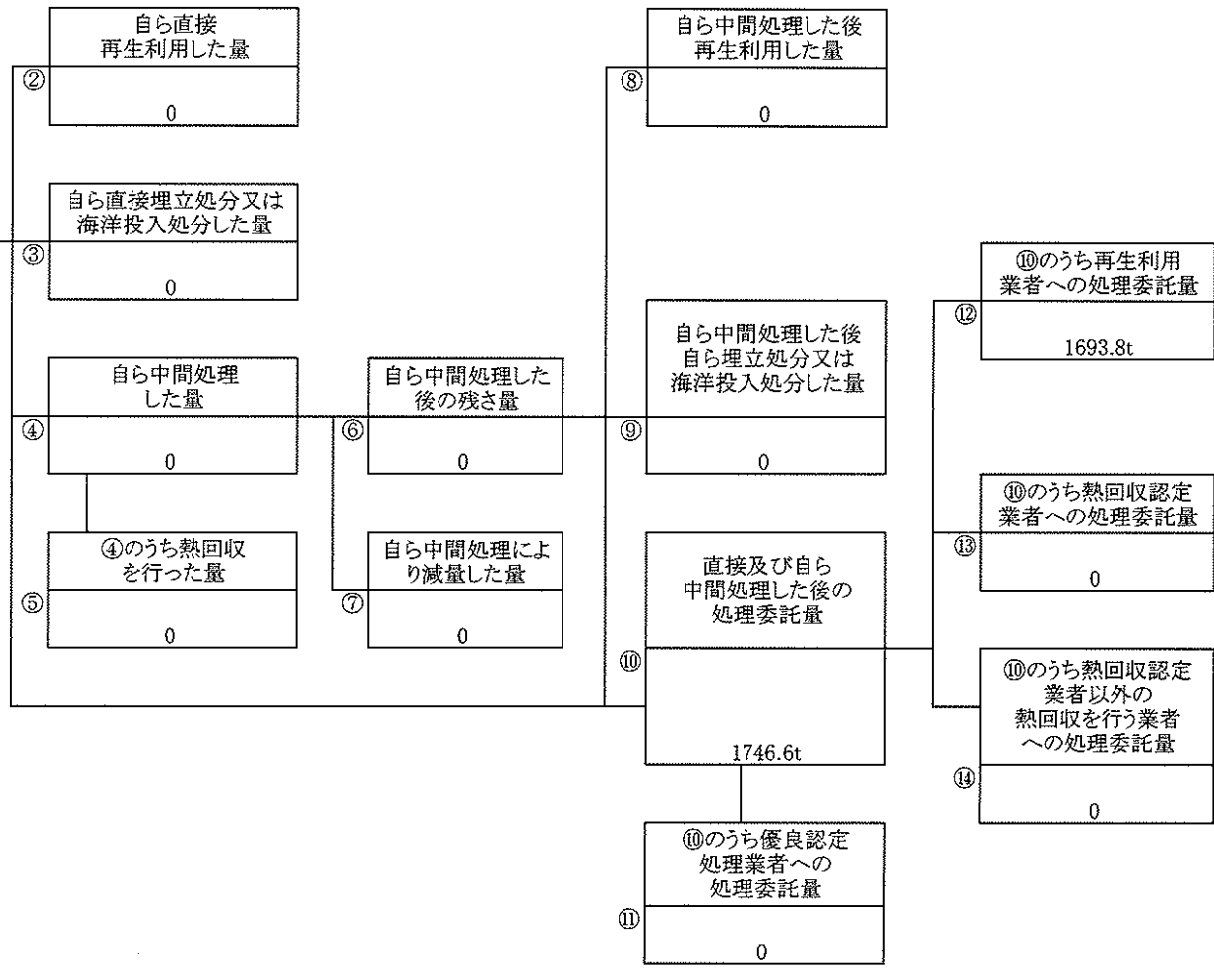 自ら直接
再生利用した量
②
0
自ら中間処理した後
再生利用した量
⑧
0
自ら直接埋立処分又は
海洋投入処分した量
③
0
⑩のうち再生利用
業者への処理委託量
⑫
1693.8t
自ら中間処理
した量
④
0
自ら中間処理した
後の残さ量
⑥
0
自ら中間処理した後
自ら埋立処分又は
海洋投入処分した量
⑨
0
⑩のうち熱回収認定
業者への処理委託量
⑬
0
④のうち熱回収
を行った量
⑤
0
自ら中間処理によ
り減量した量
⑦
0
直接及び自ら
中間処理した後の
処理委託量
⑩
1746.6t
⑩のうち熱回収認定
業者以外の
熱回収を行う業者
への処理委託量
⑭
0
⑩のうち優良認定
処理業者への
処理委託量
⑪
0